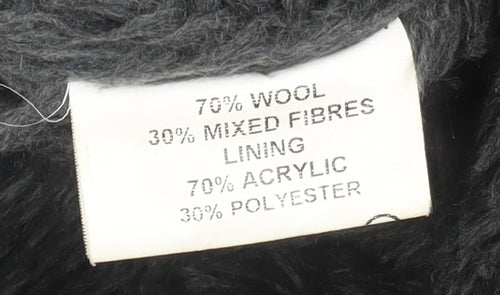 70% WOOL
30% MIXED FIBRES
LINING
70% ACRYLIC
30% POLYESTER